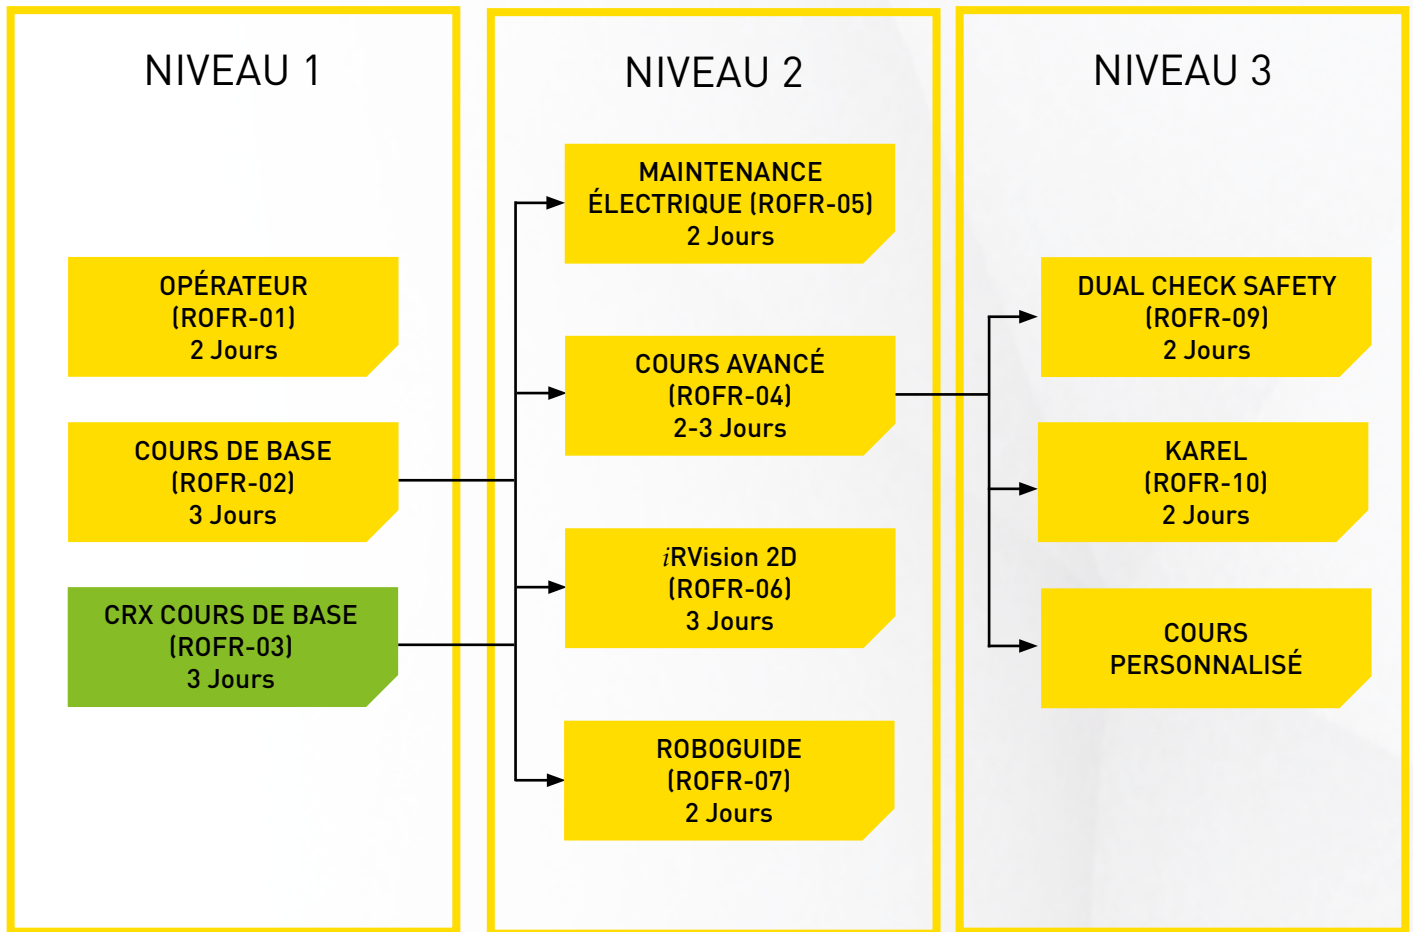 NIVEAU 1
OPÉRATEUR
(ROFR-01)
2 Jours
COURS DE BASE
(ROFR-02)
3 Jours
CRX COURS DE BASE
(ROFR-03)
3 Jours
NIVEAU 2
MAINTENANCE
ÉLECTRIQUE (ROFR-05)
2 Jours
COURS AVANCÉ
(ROFR-04)
2-3 Jours
iRVision 2D
(ROFR-06)
3 Jours
ROBOGUIDE
(ROFR-07)
2 Jours
NIVEAU 3
DUAL CHECK SAFETY
(ROFR-09)
2 Jours
KAREL
(ROFR-10)
2 Jours
COURS
PERSONNALISÉ